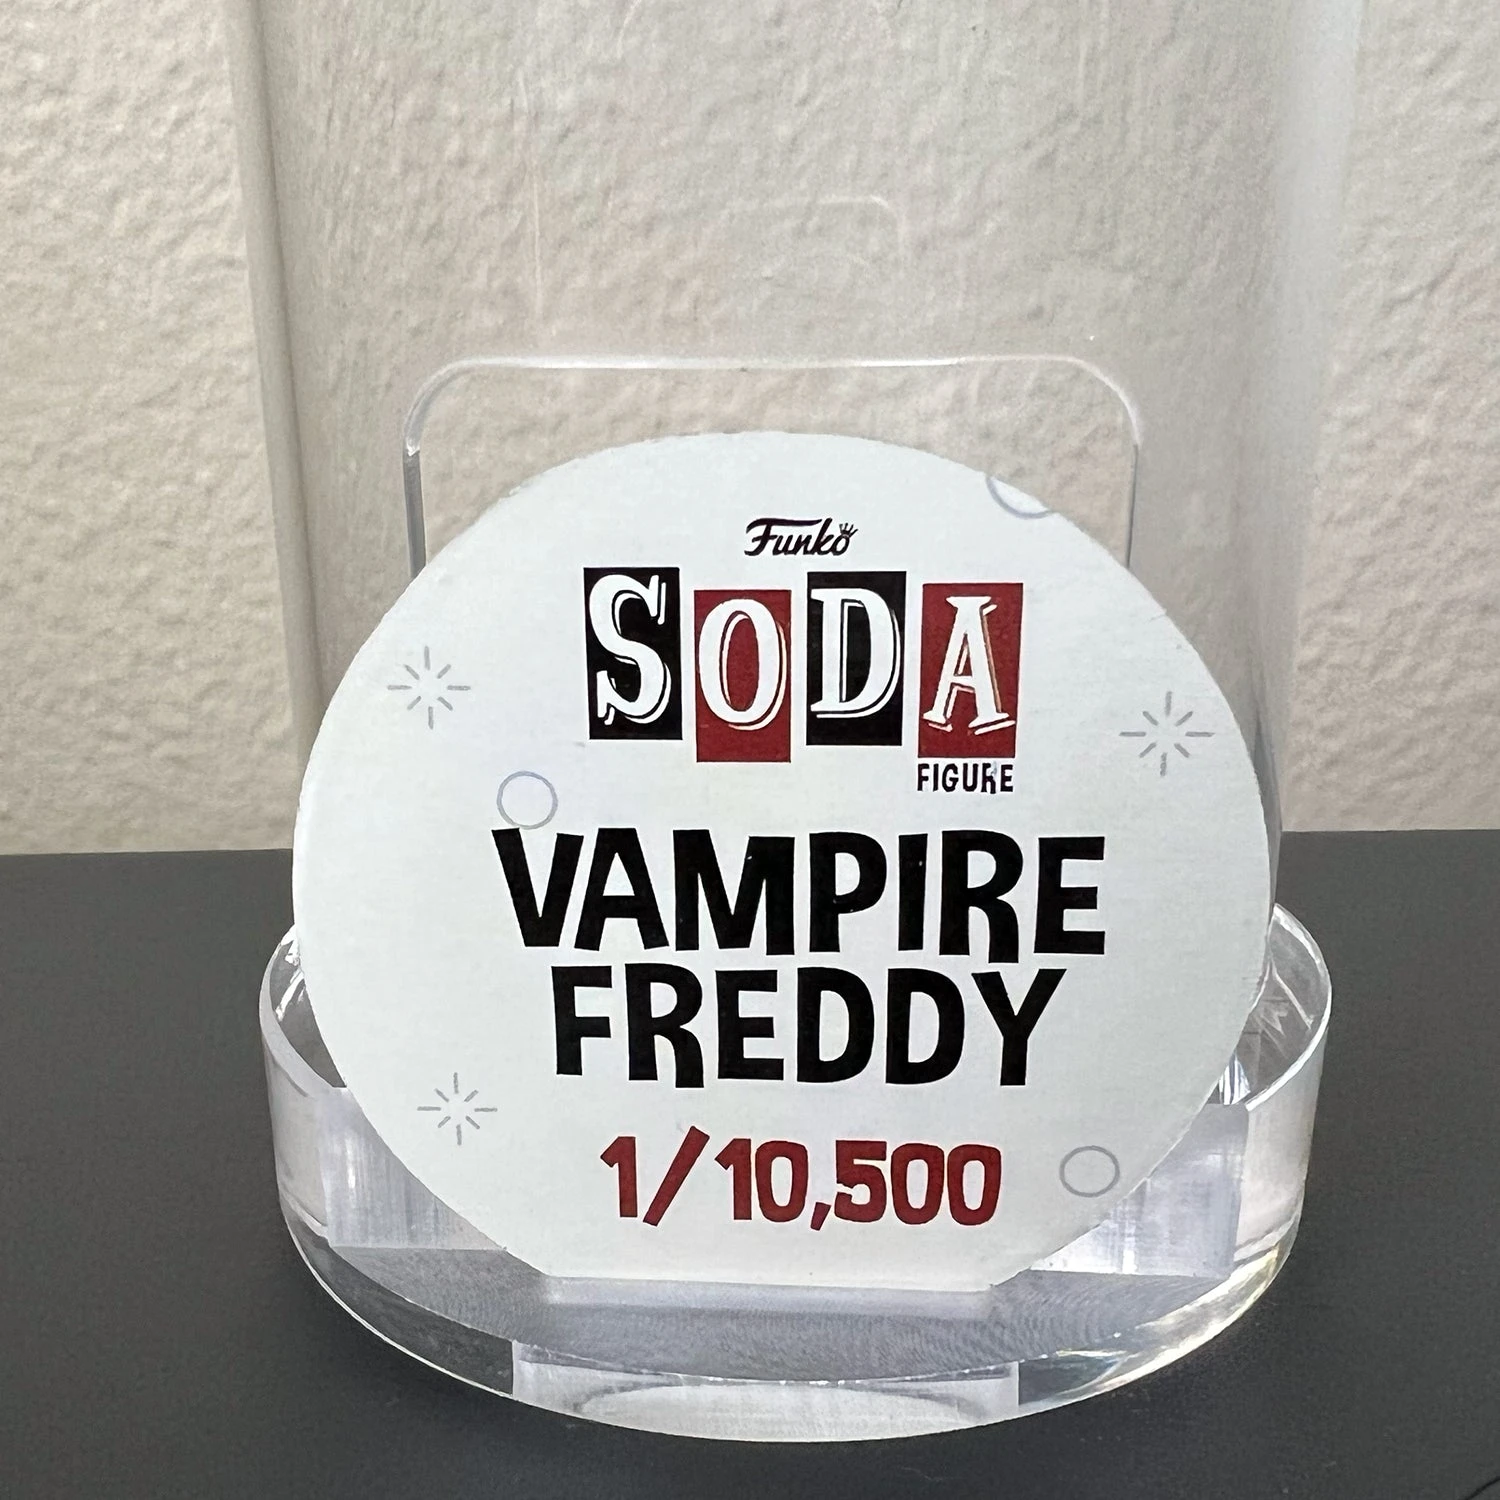 Funko
SODA
FIGURE
VAMPIRE
FREDDY
1/10,500